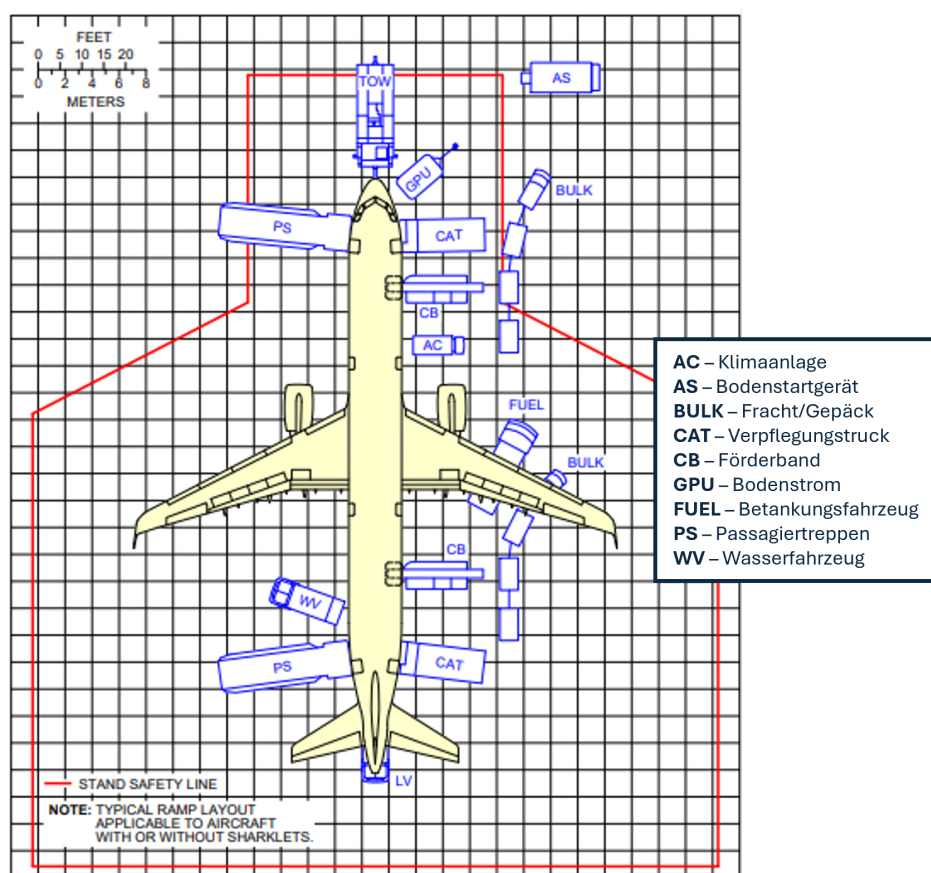 FEET
0 5 10 15 20
0 2 4 6 8
METERS
TOW
AS
GPU
BULK
PS
CAT
CB
AC
FUEL
BULK
CB
WV
PS
CAT
LV
STAND SAFETY LINE
NOTE: TYPICAL RAMP LAYOUT
APPLICABLE TO AIRCRAFT
WITH OR WITHOUT SHARKLETS.
AC – Klimaanlage
AS – Bodenstartgerät
BULK – Fracht/Gepäck
CAT – Verpflegungstruck
CB – Förderband
GPU – Bodenstrom
FUEL – Betankungsfahrzeug
PS – Passagiertreppen
WV – Wasserfahrzeug